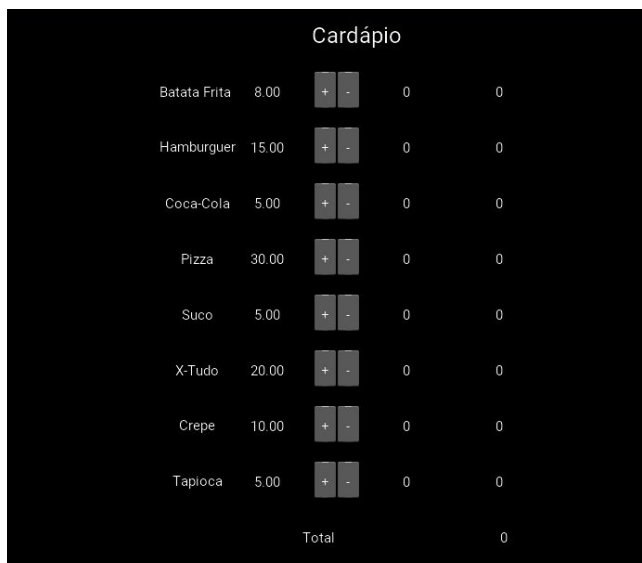 Cardápio
Batata Frita 8.00 + - 0 0
Hamburguer 15.00 + - 0 0
Coca-Cola 5.00 + - 0 0
Pizza 30.00 + - 0 0
Suco 5.00 + - 0 0
X-Tudo 20.00 + - 0 0
Crepe 10.00 + - 0 0
Tapioca 5.00 + - 0 0
Total 0